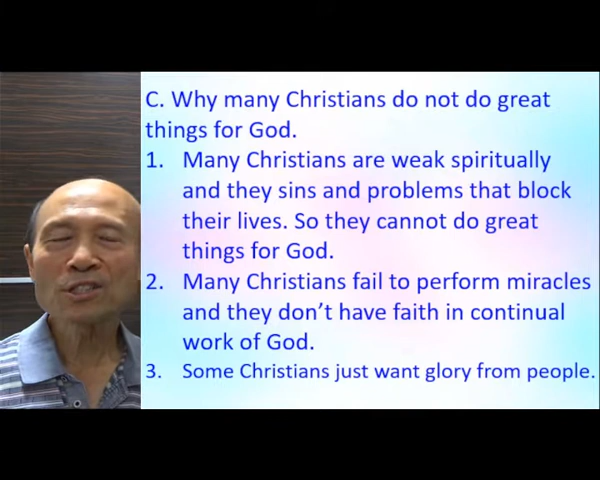 C. Why many Christians do not do great
things for God.
1. Many Christians are weak spiritually
and they sins and problems that block
their lives. So they cannot do great
things for God.
2. Many Christians fail to perform miracles
and they don't have faith in continual
work of God.
3. Some Christians just want glory from people.